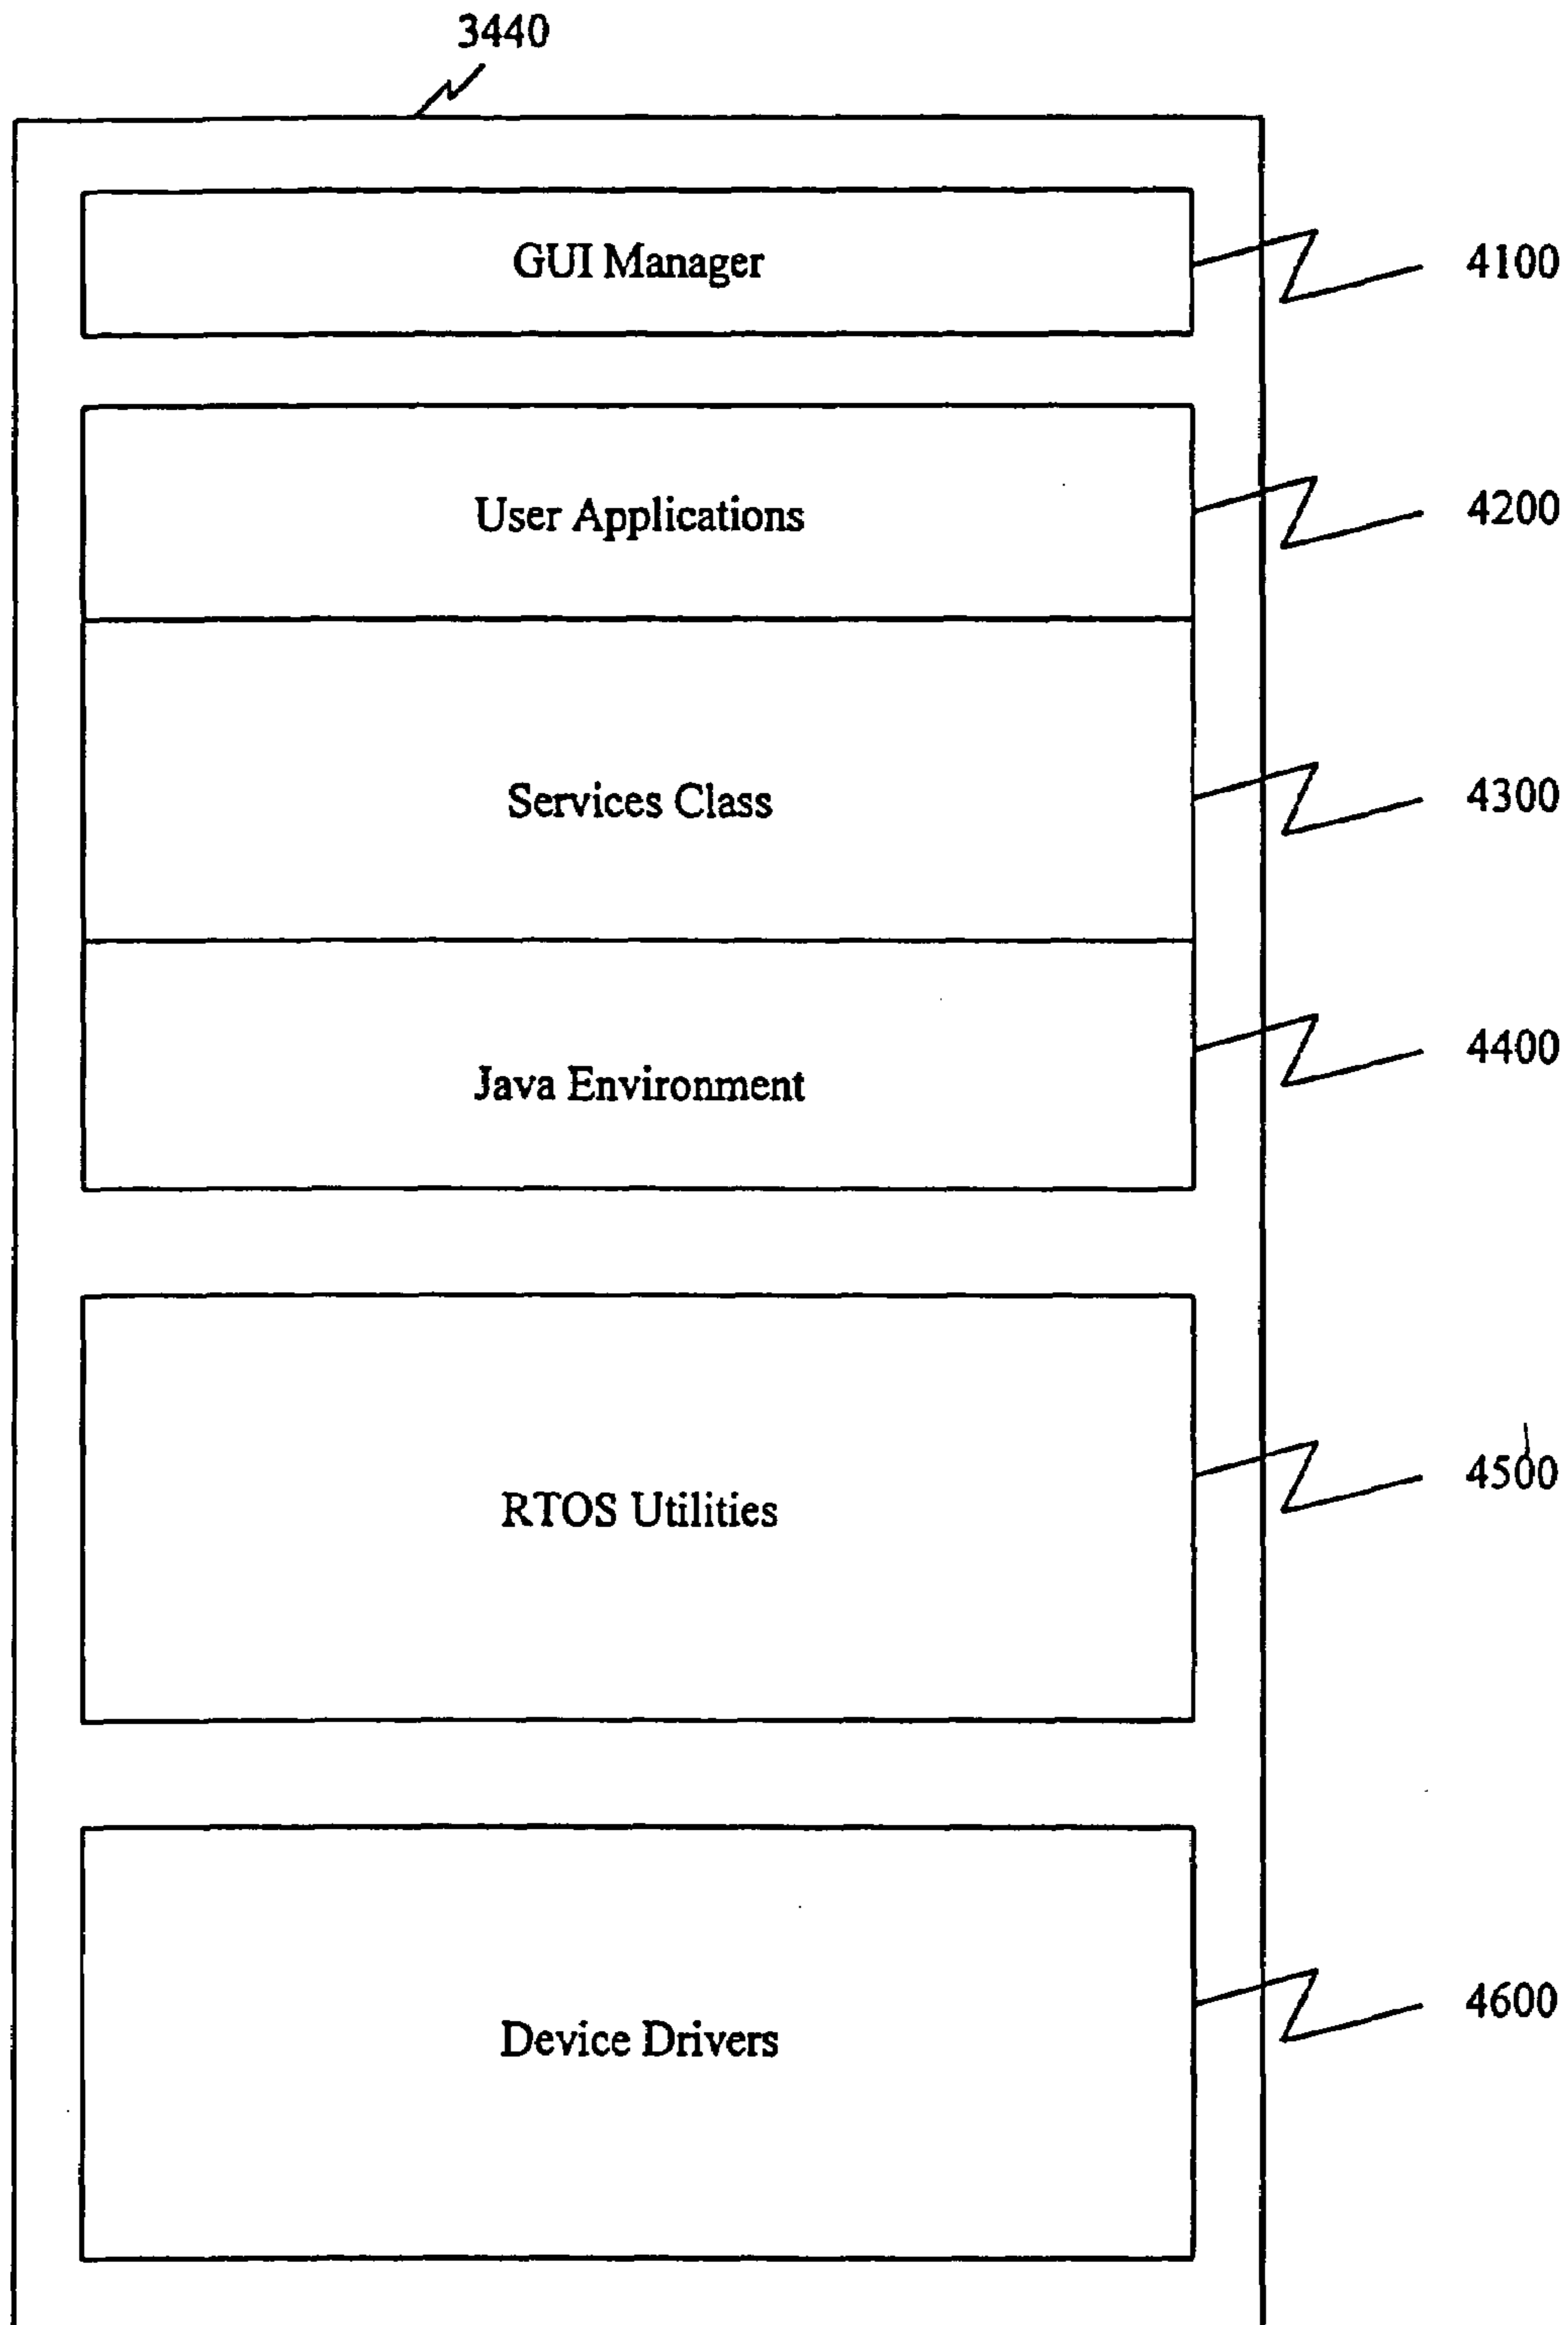 3440
GUI Manager
4100
User Applications
4200
Services Class
4300
Java Environment
4400
RTOS Utilities
4500
Device Drivers
4600